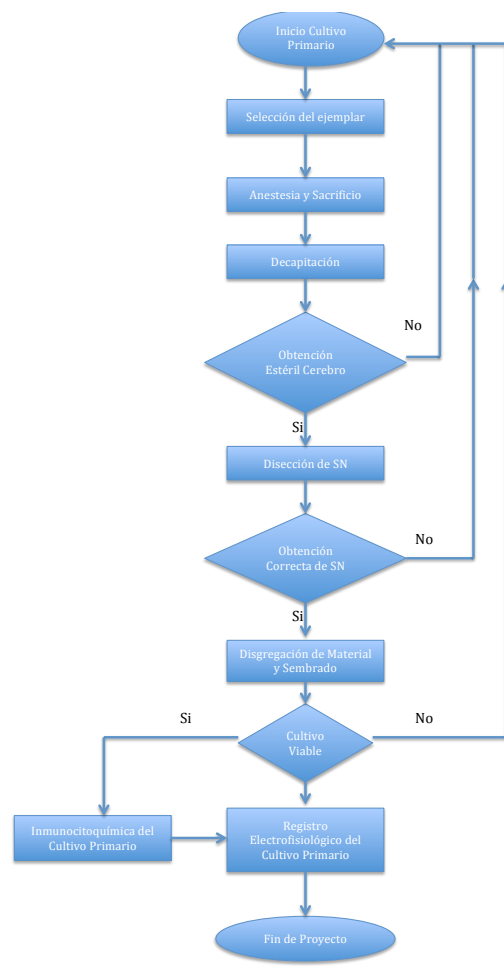 Inicio Cultivo
Primario
Selección del ejemplar
Anestesia y Sacrificio
Decapitación
No
Obtención
Estéril Cerebro
Si
Disección de SN
Obtención
Correcta de SN
No
Si
Disgregación de Material
y Sembrado
Si
Cultivo
Viable
No
Inmunocitoquímica del
Cultivo Primario
Registro
Electrofisiológico del
Cultivo Primario
Fin de Proyecto